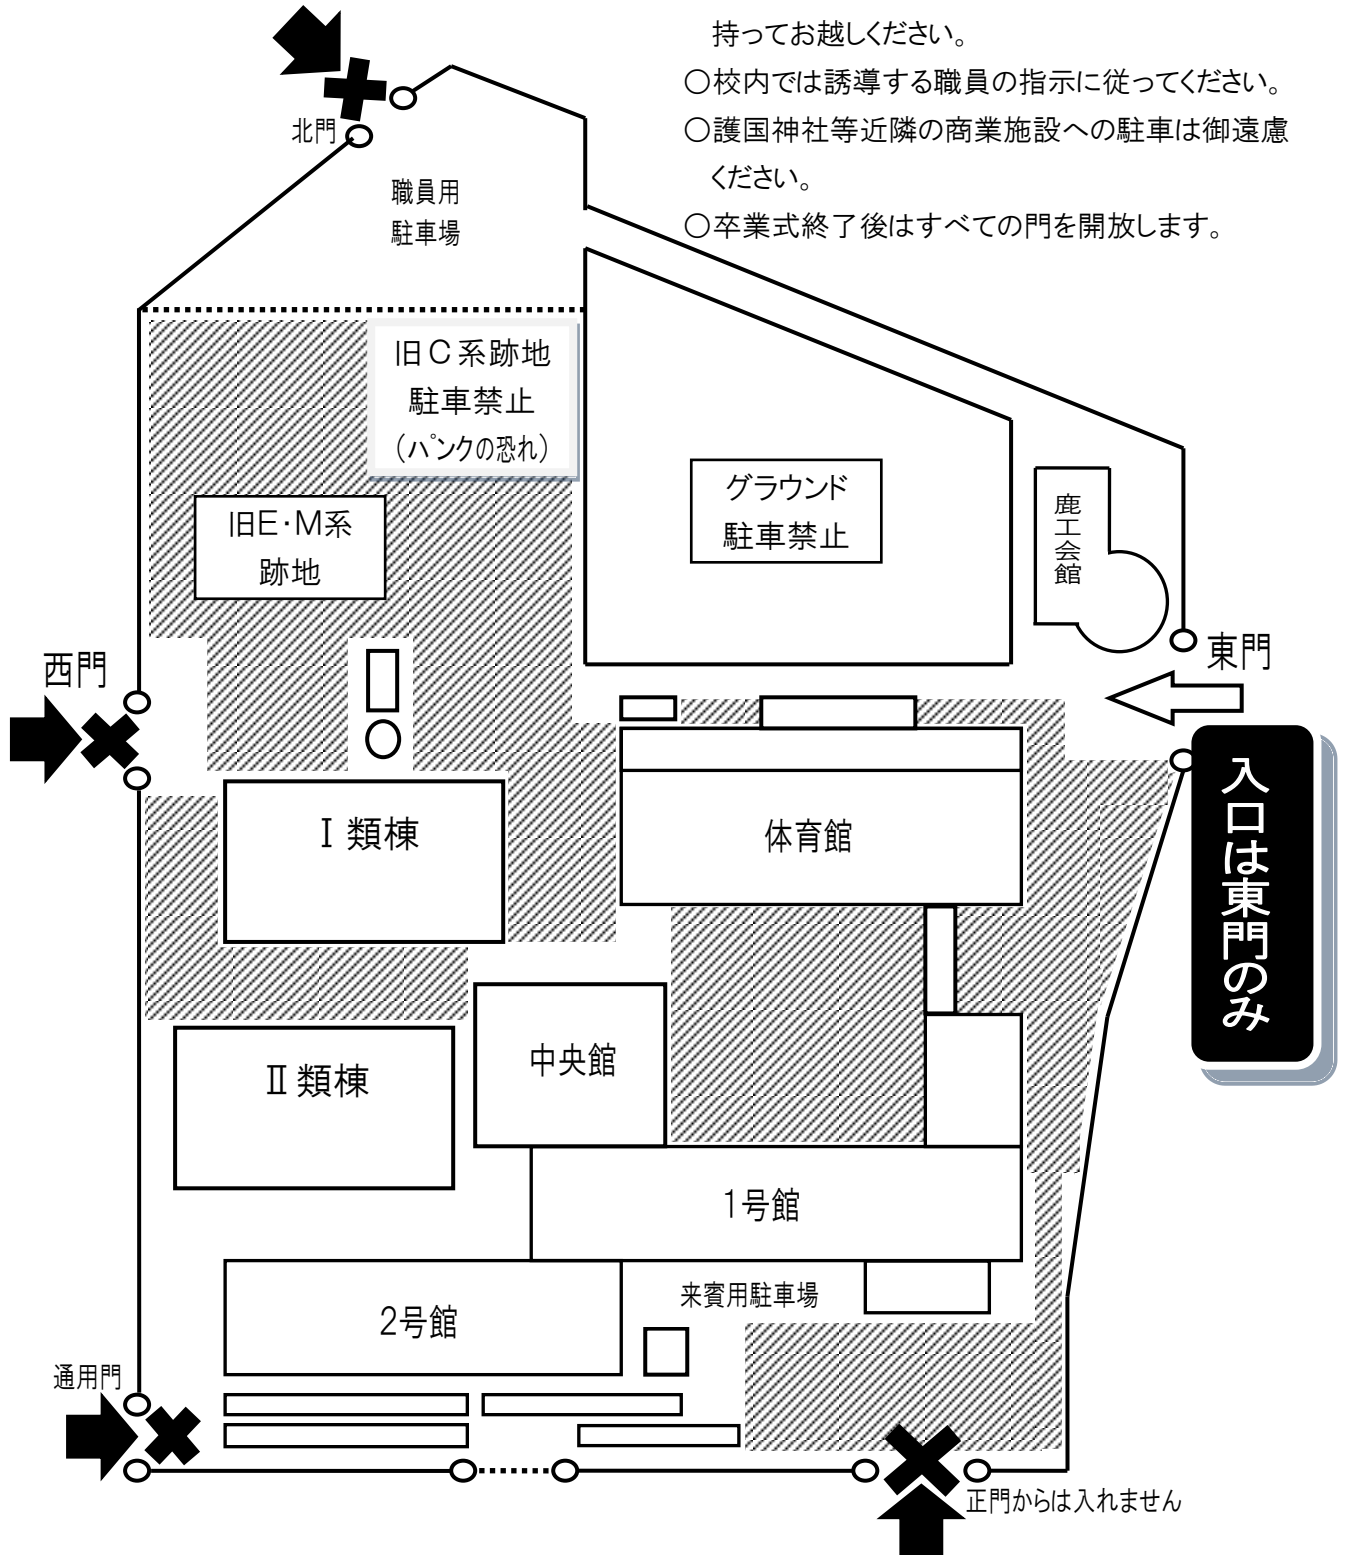 持ってお越しください。
○校内では誘導する職員の指示に従ってください。
○護国神社等近隣の商業施設への駐車は御遠慮
ください。
○卒業式終了後はすべての門を開放します。
北門
職員用
駐車場
旧C系跡地
駐車禁止
(パンクの恐れ)
グラウンド
駐車禁止
鹿工会館
旧E・M系
跡地
東門
西門
入口は東門のみ
Ⅰ類棟
体育館
中央館
Ⅱ類棟
1号館
来賓用駐車場
2号館
通用門
正門からは入れません